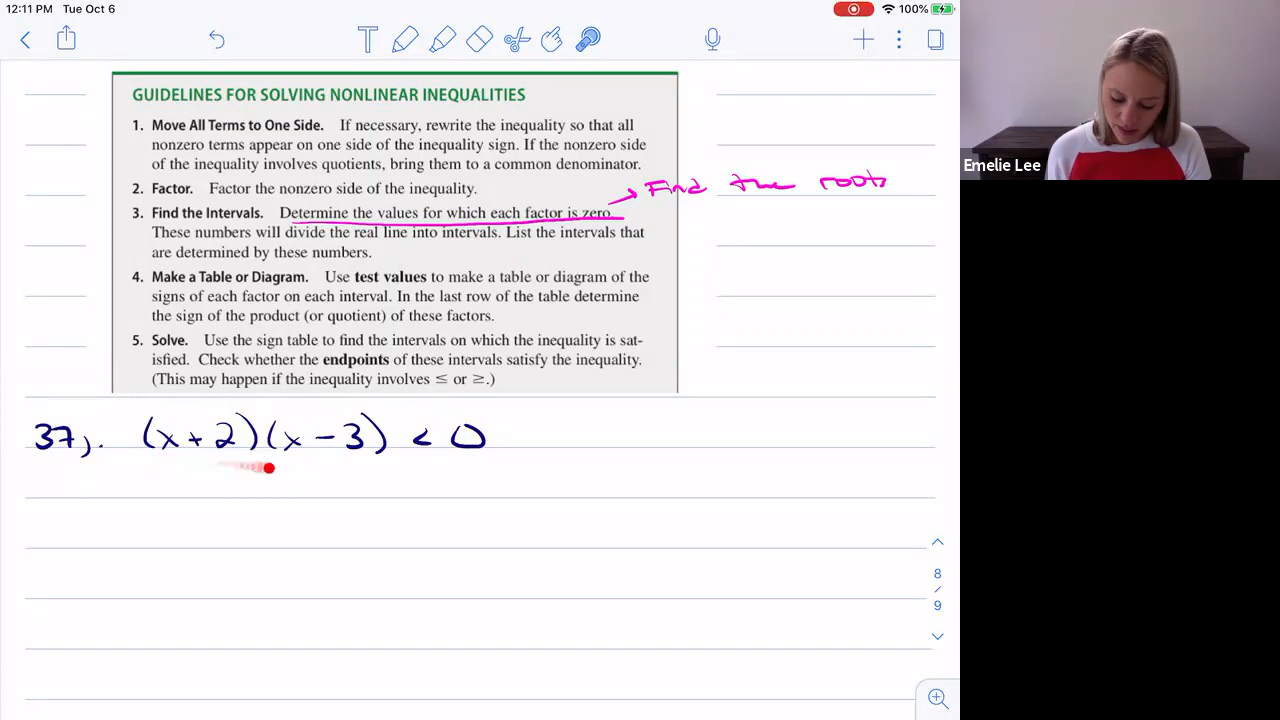 12:11 PM Tue Oct 6
100%
GUIDELINES FOR SOLVING NONLINEAR INEQUALITIES
1. Move All Terms to One Side. If necessary, rewrite the inequality so that all
nonzero terms appear on one side of the inequality sign. If the nonzero side
of the inequality involves quotients, bring them to a common denominator.
2. Factor. Factor the nonzero side of the inequality.
→ Find the roots
3. Find the Intervals. Determine the values for which each factor is zero.
These numbers will divide the real line into intervals. List the intervals that
are determined by these numbers.
4. Make a Table or Diagram. Use test values to make a table or diagram of the
signs of each factor on each interval. In the last row of the table determine
the sign of the product (or quotient) of these factors.
5. Solve. Use the sign table to find the intervals on which the inequality is sat-
isfied. Check whether the endpoints of these intervals satisfy the inequality.
(This may happen if the inequality involves ≤ or ≥.)
37). (x+2)(x-3) < 0
8
/
9
Emelie Lee